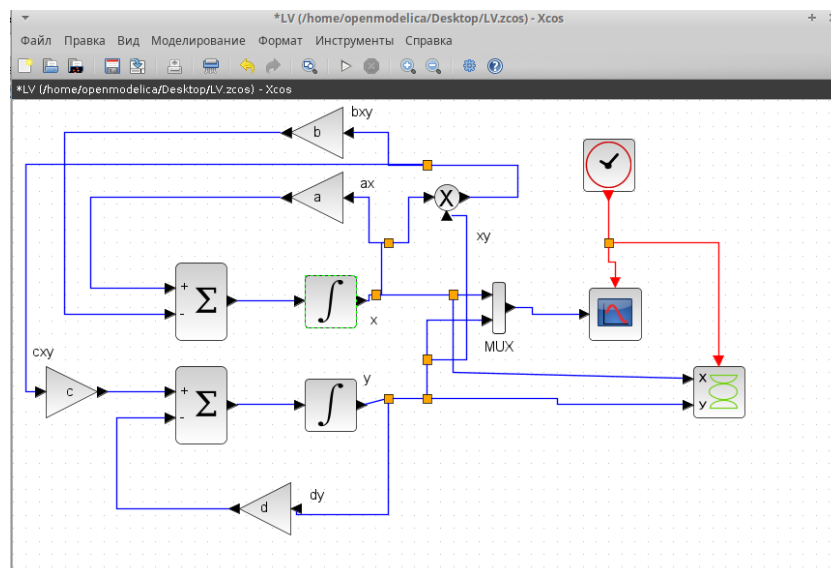 *LV (/home/openmodelica/Desktop/LV.zcos) - Xcos
Файл Правка Вид Моделирование Формат Инструменты Справка
*LV (/home/openmodelica/Desktop/LV.zcos) - Xcos
bxy
b
ax
a
X
xy
+
Σ
-
∫
x
MUX
cxy
c
+
Σ
-
∫
y
x
y
d
dy